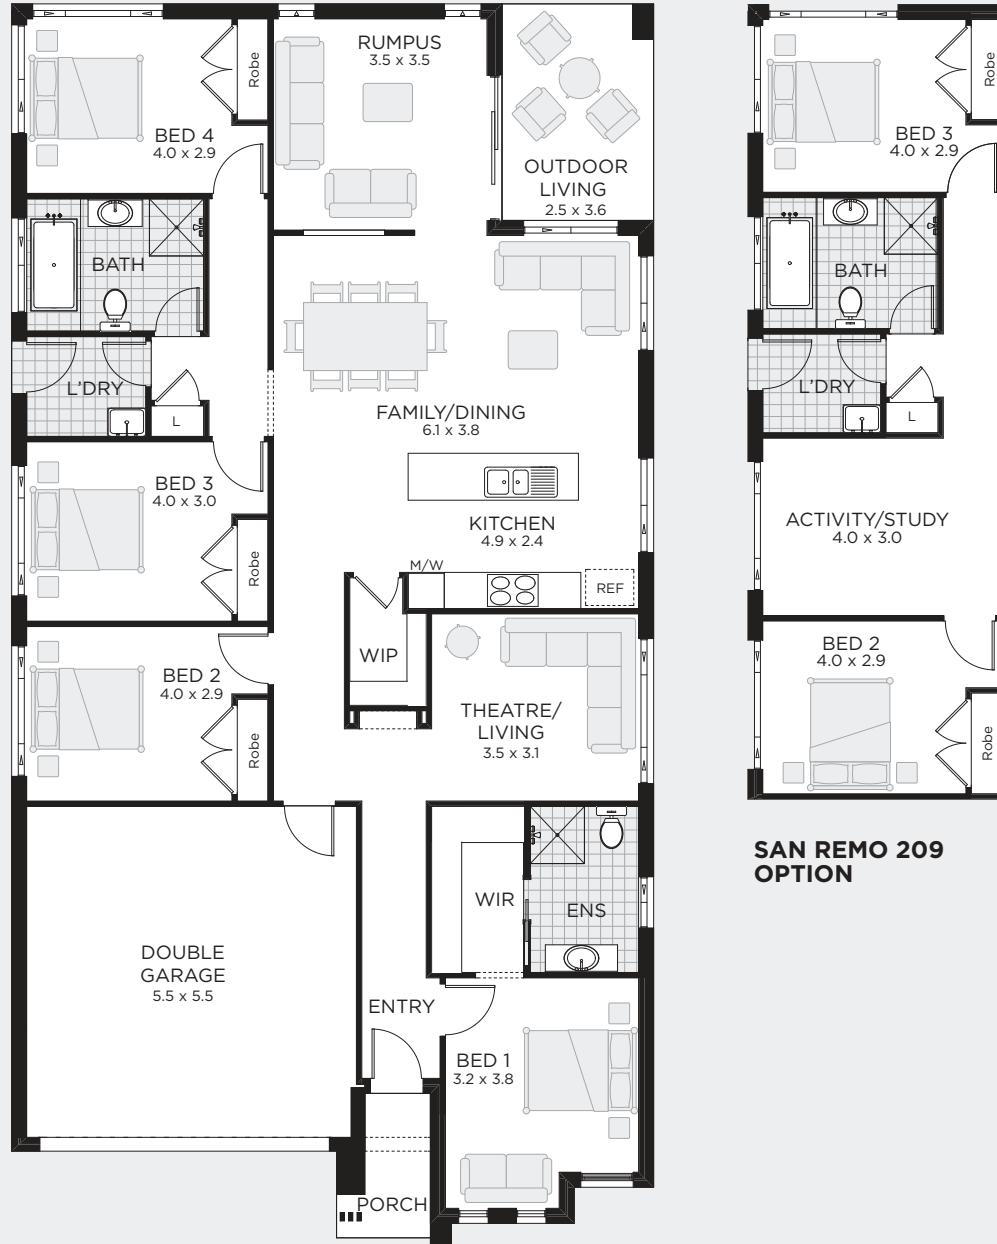 RUMPUS
3.5 x 3.5
Robe
BED 4
4.0 x 2.9
OUTDOOR
LIVING
2.5 x 3.6
BATH
L'DRY
L
FAMILY/DINING
6.1 x 3.8
BED 3
4.0 x 3.0
Robe
KITCHEN
4.9 x 2.4
M/W
REF
WIP
BED 2
4.0 x 2.9
Robe
THEATRE/
LIVING
3.5 x 3.1
WIR
ENS
DOUBLE
GARAGE
5.5 x 5.5
ENTRY
BED 1
3.2 x 3.8
PORCH
Robe
BED 3
4.0 x 2.9
BATH
L'DRY
L
ACTIVITY/STUDY
4.0 x 3.0
BED 2
4.0 x 2.9
Robe
SAN REMO 209
OPTION